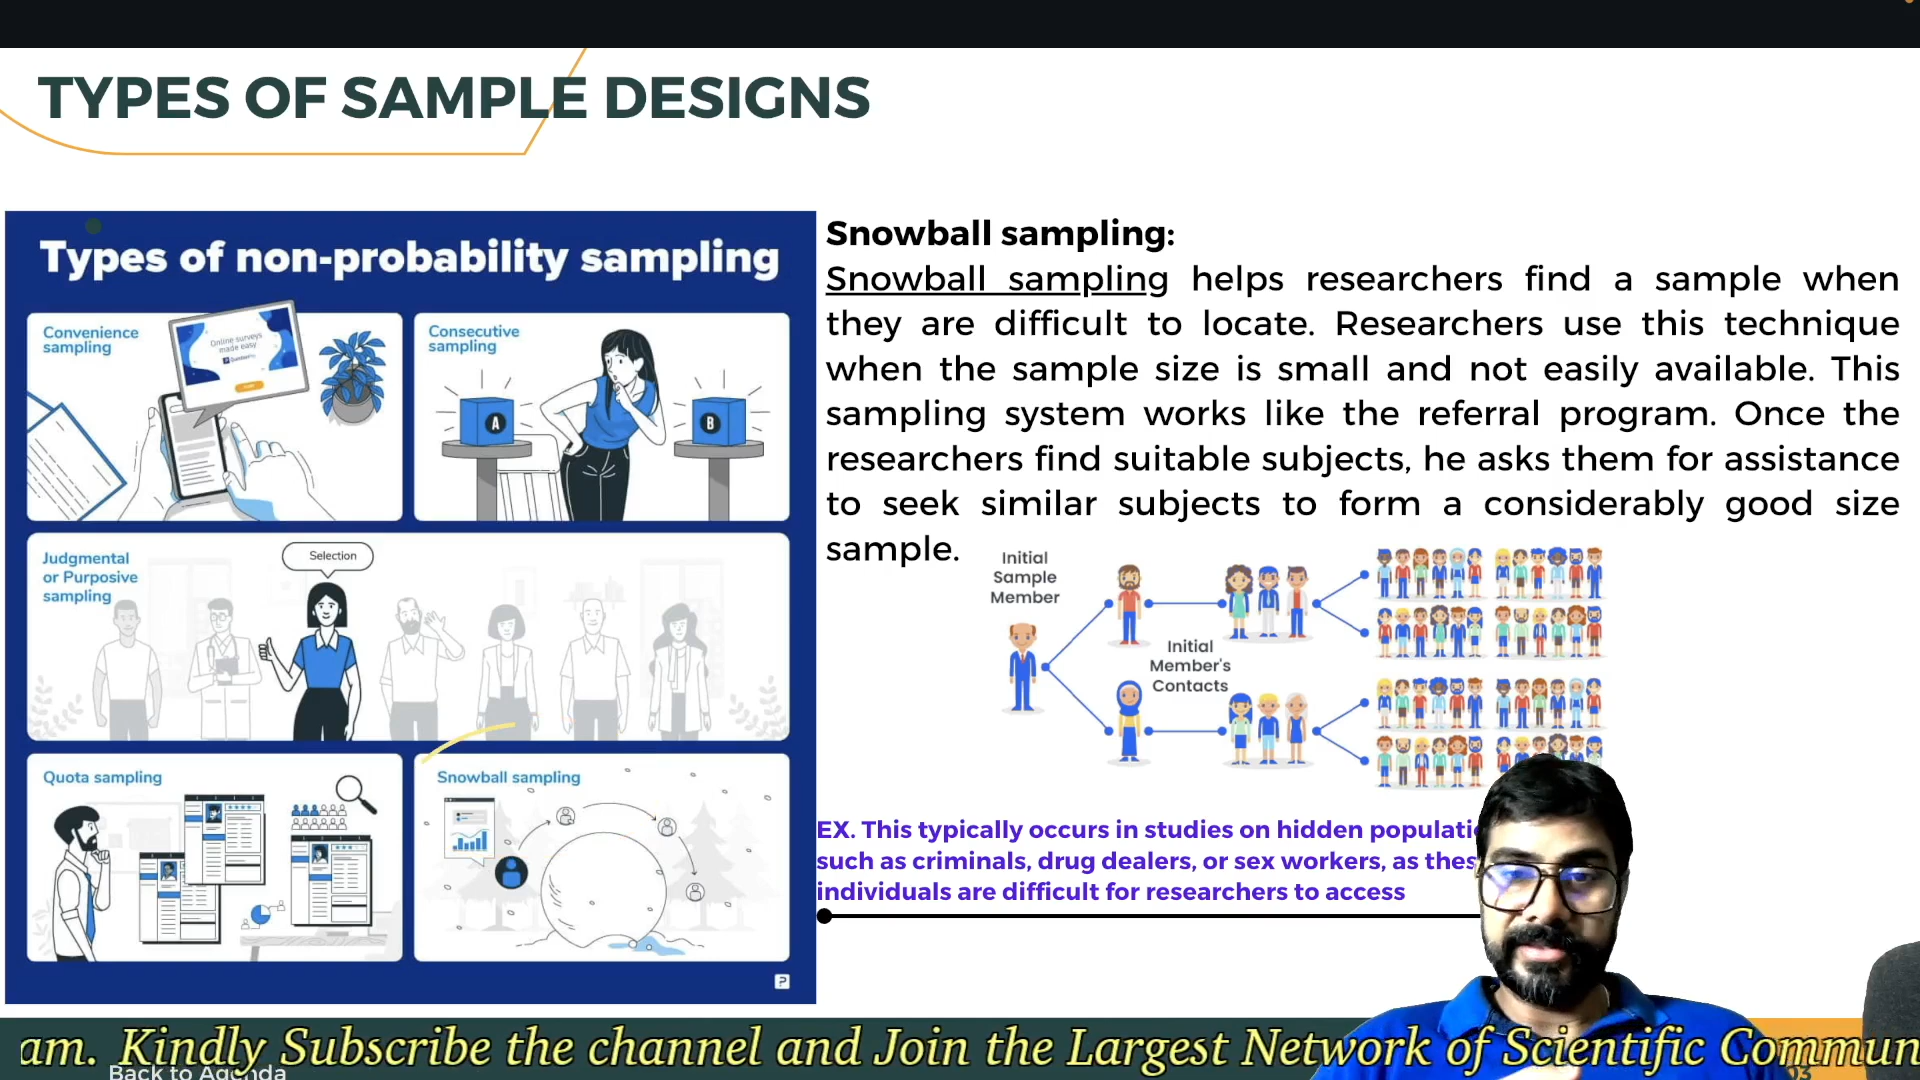 TYPES OF SAMPLE DESIGNS
Types of non-probability sampling
Convenience
sampling
Online surveys
made easy
QuestionPro
Consecutive
sampling
A
B
Judgmental
or Purposive
sampling
Selection
Quota sampling
Snowball sampling
Snowball sampling:
Snowball sampling helps researchers find a sample when
they are difficult to locate. Researchers use this technique
when the sample size is small and not easily available. This
sampling system works like the referral program. Once the
researchers find suitable subjects, he asks them for assistance
to seek similar subjects to form a considerably good size
sample.
Initial
Sample
Member
Initial
Member's
Contacts
EX. This typically occurs in studies on hidden populati
such as criminals, drug dealers, or sex workers, as thes
individuals are difficult for researchers to access
am. Kindly Subscribe the channel and Join the Largest Network of Scientific Commun
Back to Agenda
03